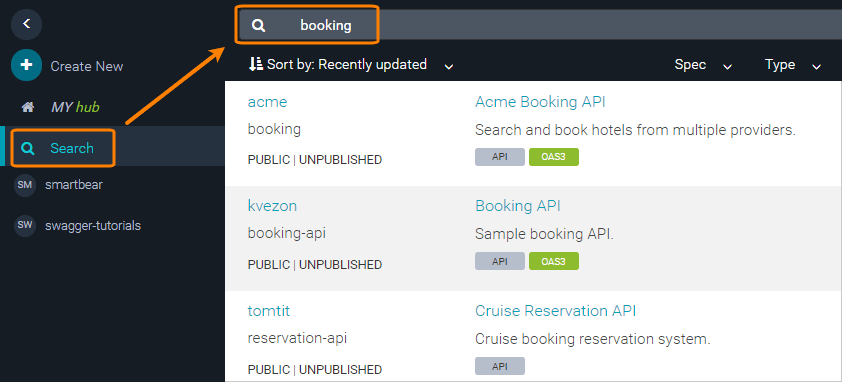 booking
Create New
MY hub
Search
SM smartbear
SW swagger-tutorials
Sort by: Recently updated Spec Type
acme Acme Booking API
booking Search and book hotels from multiple providers.
PUBLIC | UNPUBLISHED API OAS3
kvezon Booking API
booking-api Sample booking API.
PUBLIC | UNPUBLISHED API OAS3
tomtit Cruise Reservation API
reservation-api Cruise booking reservation system.
PUBLIC | UNPUBLISHED API